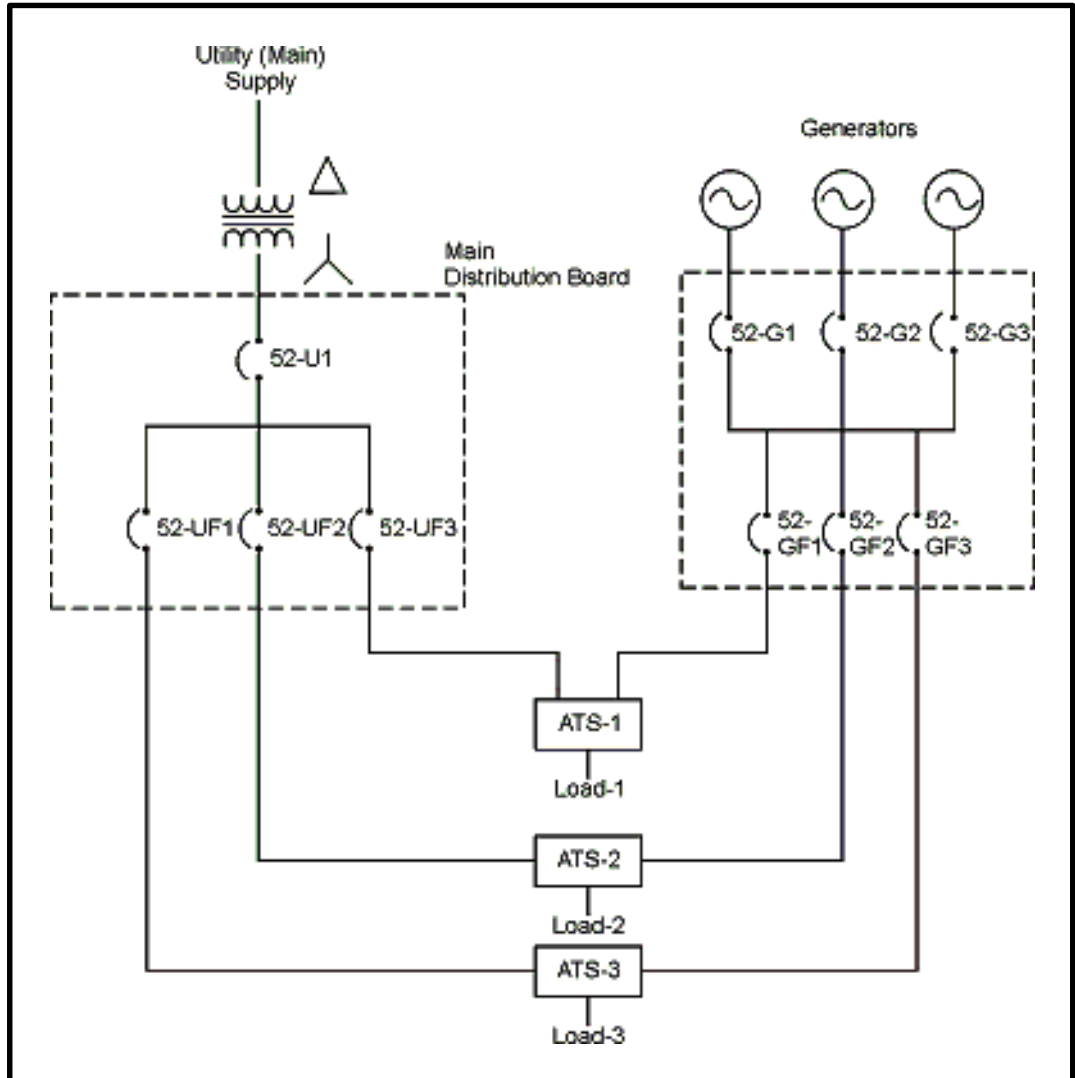 Utility (Main)
Supply
Generators
Main
Distribution Board
52-U1
52-G1
52-G2
52-G3
52-UF1
52-UF2
52-UF3
52-
GF1
52-
GF2
52-
GF3
ATS-1
Load-1
ATS-2
Load-2
ATS-3
Load-3